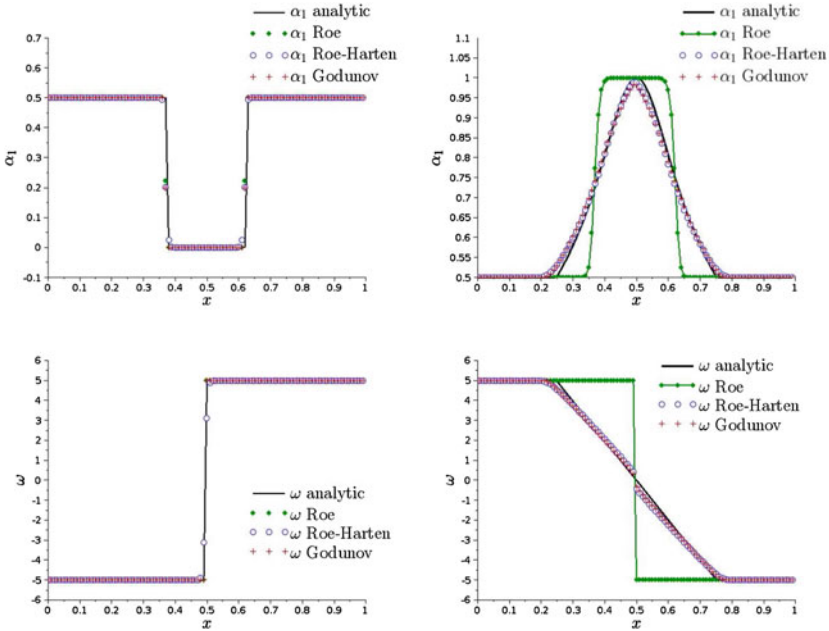 α₁ analytic
α₁ Roe
α₁ Roe-Harten
α₁ Godunov
0.7
0.6
0.5
0.4
0.3
0.2
0.1
0
-0.1
α₁
0 0.1 0.2 0.3 0.4 0.5 0.6 0.7 0.8 0.9 1
x
α₁ analytic
α₁ Roe
α₁ Roe-Harten
α₁ Godunov
1.1
1.05
1
0.95
0.9
0.85
0.8
0.75
0.7
0.65
0.6
0.55
0.5
α₁
0 0.1 0.2 0.3 0.4 0.5 0.6 0.7 0.8 0.9 1
x
6
5
4
3
2
1
0
-1
-2
-3
-4
-5
-6
ω
ω analytic
ω Roe
ω Roe-Harten
ω Godunov
0 0.1 0.2 0.3 0.4 0.5 0.6 0.7 0.8 0.9 1
x
6
5
4
3
2
1
0
-1
-2
-3
-4
-5
-6
ω
ω analytic
ω Roe
ω Roe-Harten
ω Godunov
0 0.1 0.2 0.3 0.4 0.5 0.6 0.7 0.8 0.9 1
x